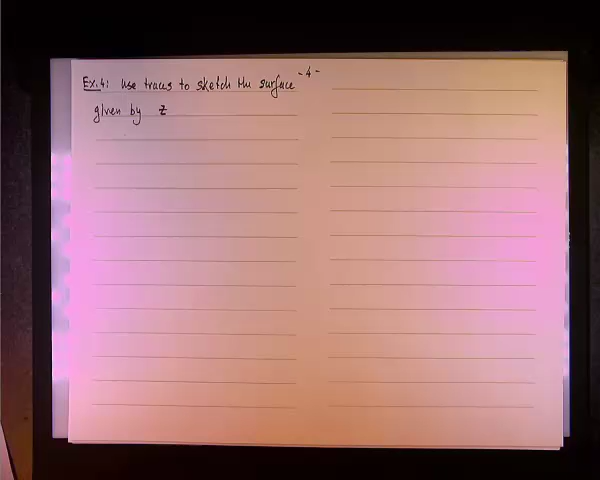 -4-
Ex.4: Use traces to sketch the surface
given by z